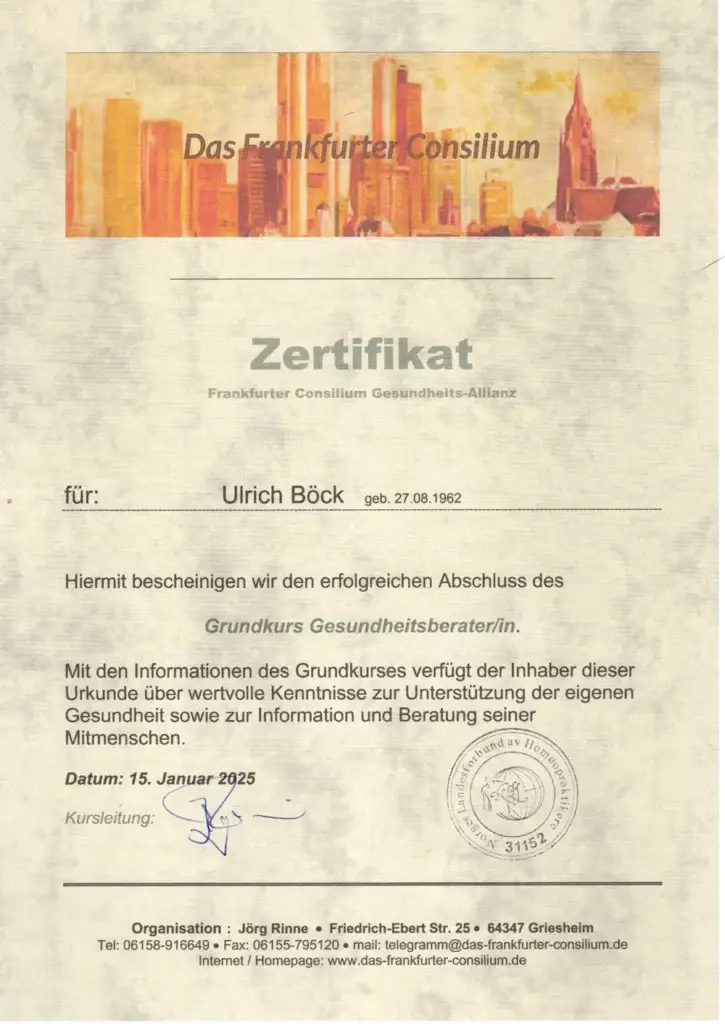 Das Frankfurter Consilium
Zertifikat
Frankfurter Consilium Gesundheits-Allianz
für: Ulrich Böck geb. 27.08.1962
Hiermit bescheinigen wir den erfolgreichen Abschluss des
Grundkurs Gesundheitsberater/in.
Mit den Informationen des Grundkurses verfügt der Inhaber dieser
Urkunde über wertvolle Kenntnisse zur Unterstützung der eigenen
Gesundheit sowie zur Information und Beratung seiner
Mitmenschen.
Datum: 15. Januar 2025
Kursleitung:
Norges Landesforbund av Homøopraktikere
31152
Organisation : Jörg Rinne • Friedrich-Ebert Str. 25 • 64347 Griesheim
Tel: 06158-916649 • Fax: 06155-795120 • mail: telegramm@das-frankfurter-consilium.de
Internet / Homepage: www.das-frankfurter-consilium.de